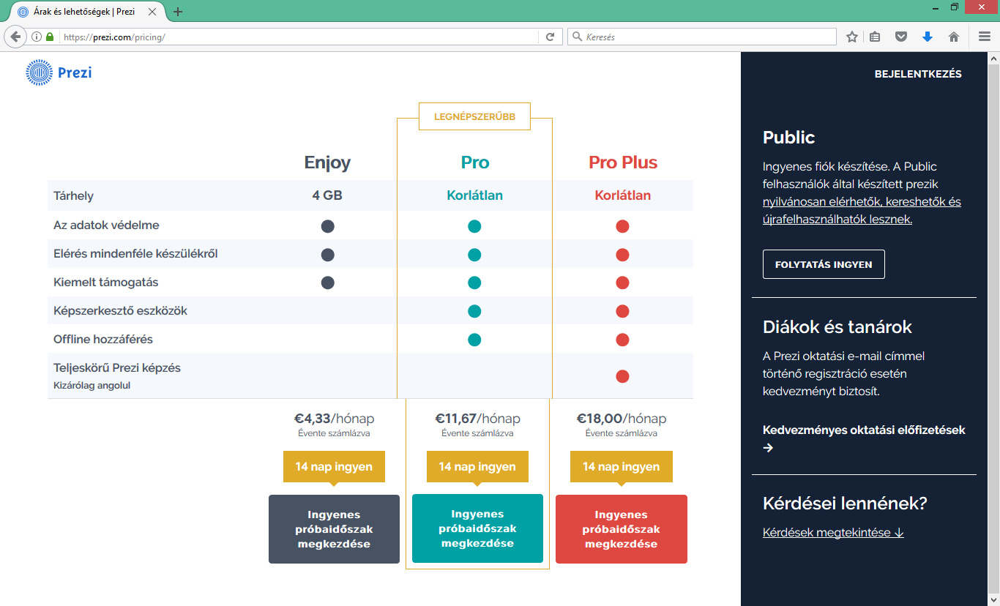 Árak és lehetőségek | Prezi
https://prezi.com/pricing/
Keresés
Prezi
BEJELENTKEZÉS
LEGNÉPSZERŰBB
Enjoy Pro Pro Plus
Tárhely 4 GB Korlátlan Korlátlan
Az adatok védelme
Elérés mindenféle készülékről
Kiemelt támogatás
Képszerkesztő eszközök
Offline hozzáférés
Teljeskörű Prezi képzés
Kizárólag angolul
€4,33/hónap €11,67/hónap €18,00/hónap
Évente számlázva Évente számlázva Évente számlázva
14 nap ingyen 14 nap ingyen 14 nap ingyen
Ingyenes Ingyenes Ingyenes
próbaidőszak próbaidőszak próbaidőszak
megkezdése megkezdése megkezdése
Public
Ingyenes fiók készítése. A Public
felhasználók által készített prezik
nyilvánosan elérhetők, kereshetők és
újrafelhasználhatók lesznek.
FOLYTATÁS INGYEN
Diákok és tanárok
A Prezi oktatási e-mail címmel
történő regisztráció esetén
kedvezményt biztosít.
Kedvezményes oktatási előfizetések
→
Kérdései lennének?
Kérdések megtekintése ↓